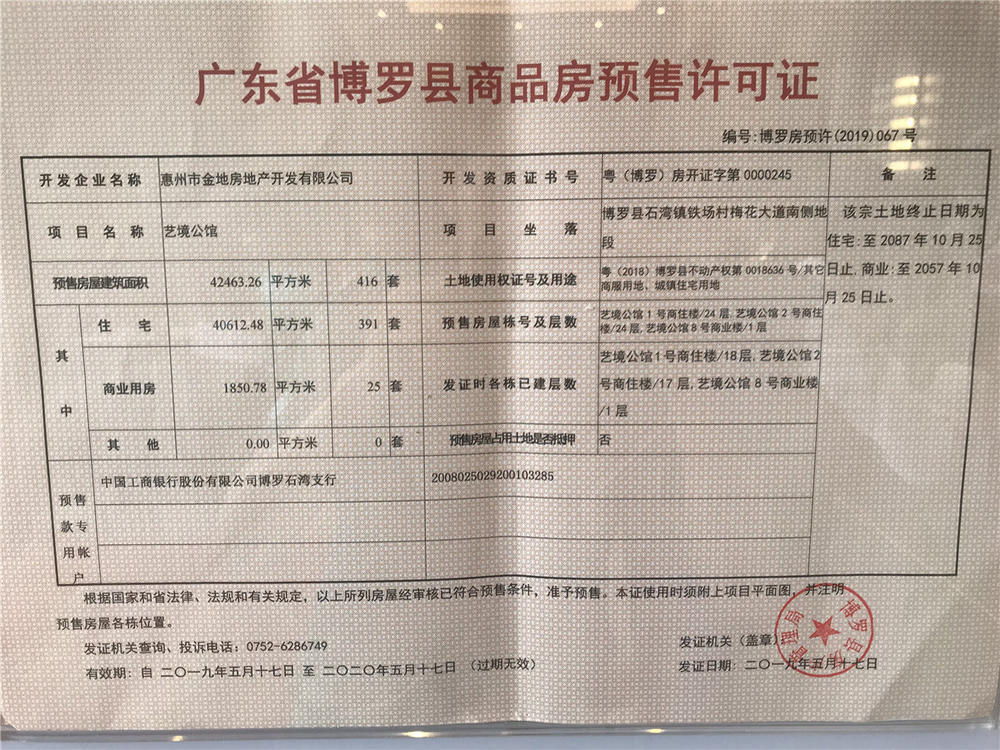 广东省博罗县商品房预售许可证
编号:博罗房预许(2019)067号
开发企业名称 惠州市金地房地产开发有限公司 开发资质证书号 粤（博罗）房开证字第0000245 备注
项目名称 艺境公馆 项目坐落 博罗县石湾镇铁场村梅花大道南侧地
段
该宗土地终止日期为
住宅:至2087年10月25
日止,商业:至2057年10
月25日止。
预售房屋建筑面积 42463.26 平方米 416 套 土地使用权证号及用途 粤（2018）博罗县不动产权第0018636号/其它
商服用地、城镇住宅用地
其中
住宅 40612.48 平方米 391 套 预售房屋栋号及层数 艺境公馆1号商住楼/24层,艺境公馆2号商住
楼/24层,艺境公馆8号商业楼/1层
商业用房 1850.78 平方米 25 套 发证时各栋已建层数 艺境公馆1号商住楼/18层,艺境公馆2
号商住楼/17层,艺境公馆8号商业楼
/1层
其他 0.00 平方米 0 套 预售房屋占用土地是否抵押 否
预售
款专
用帐
户
中国工商银行股份有限公司博罗石湾支行 2008025029200103285
根据国家和省法律、法规和有关规定，以上所列房屋经审核已符合预售条件，准予预售。本证使用时须附上项目平面图，并注明
预售房屋各栋位置。
发证机关查询、投诉电话：0752-6286749
发证机关（盖章）:
有效期: 自 二〇一九年五月十七日 至 二〇二〇年五月十七日 （过期无效）
发证日期: 二〇一九年五月十七日